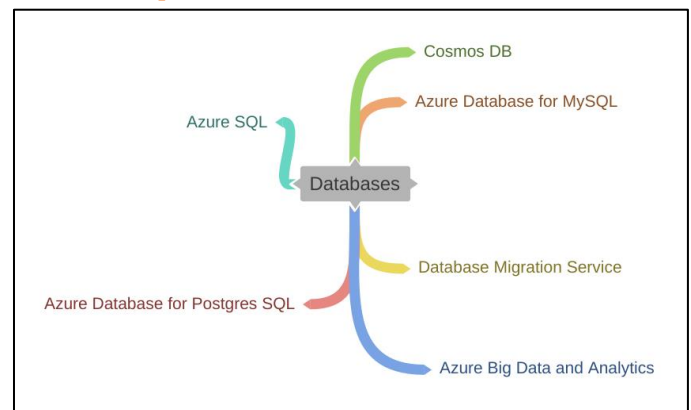 Cosmos DB
Azure Database for MySQL
Azure SQL
Databases
Database Migration Service
Azure Database for Postgres SQL
Azure Big Data and Analytics